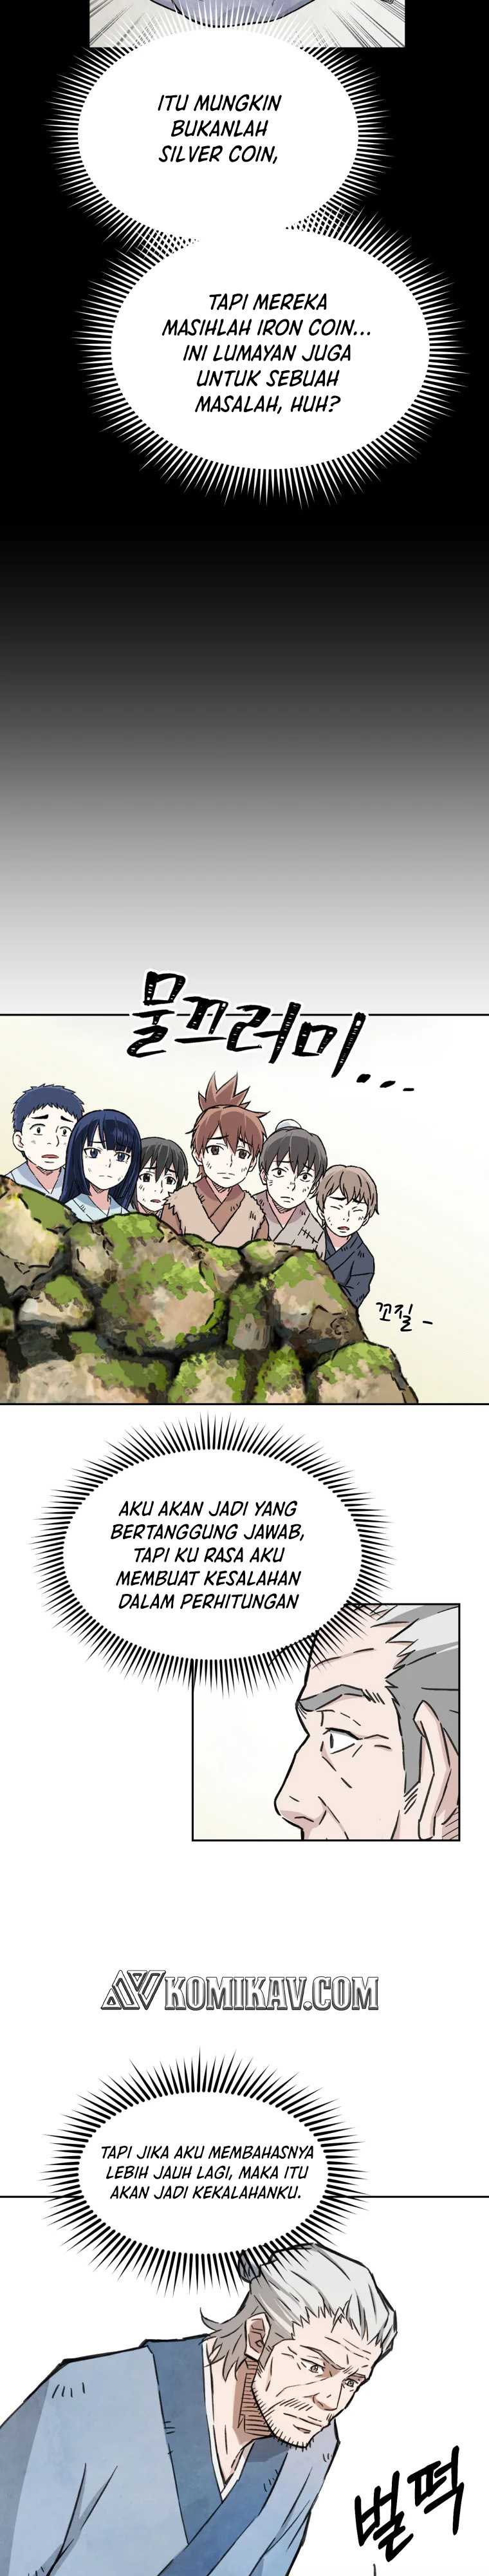 ITU MUNGKIN
BUKANLAH
SILVER COIN,
TAPI MEREKA
MASIHLAH IRON COIN...
INI LUMAYAN JUGA
UNTUK SEBUAH
MASALAH, HUH?
물끄러미...
꼬질-
AKU AKAN JADI YANG
BERTANGGUNG JAWAB,
TAPI KU RASA AKU
MEMBUAT KESALAHAN
DALAM PERHITUNGAN
KOMIKAV.COM
TAPI JIKA AKU MEMBAHASNYA
LEBIH JAUH LAGI, MAKA ITU
AKAN JADI KEKALAHANKU.
벌떡